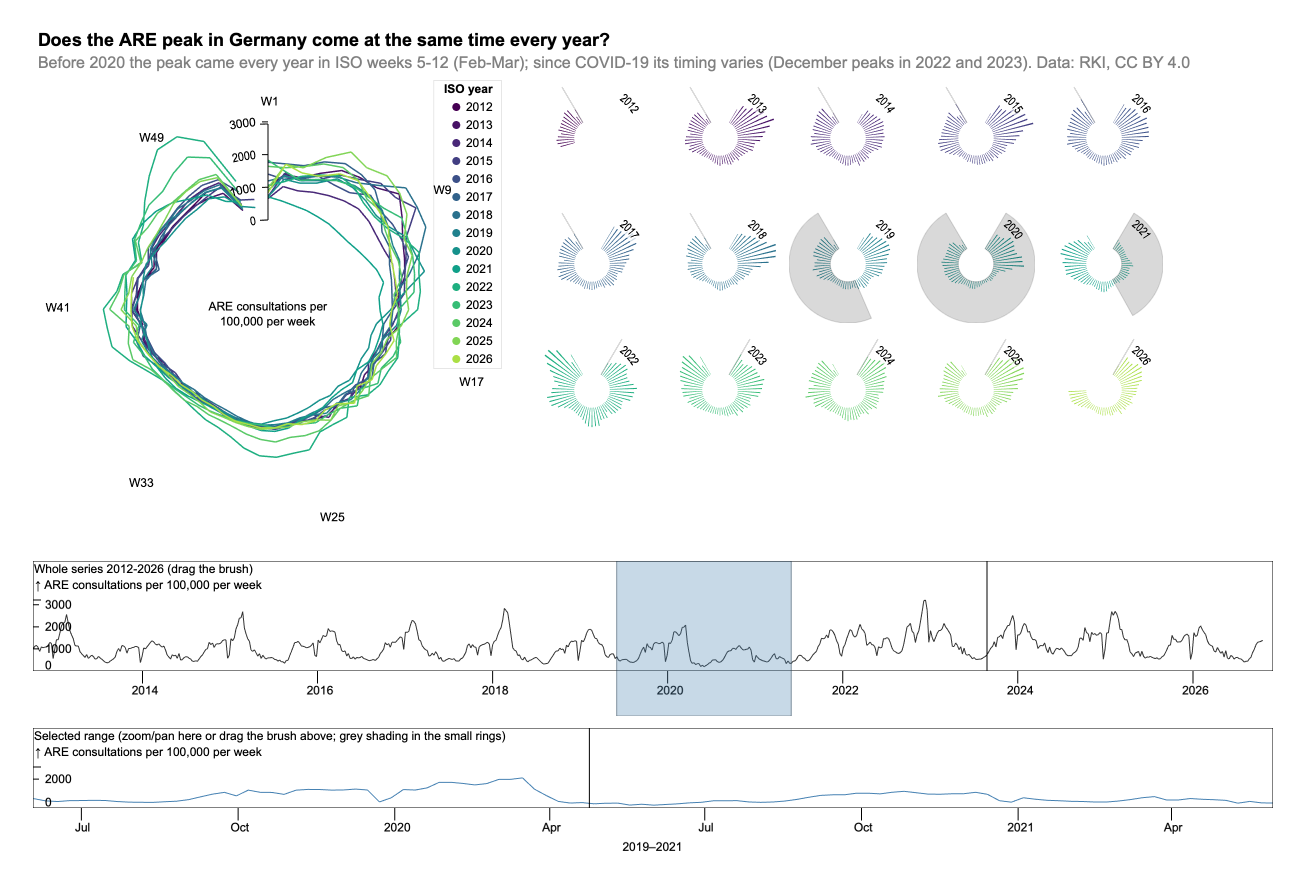 Does the ARE peak in Germany come at the same time every year?
Before 2020 the peak came every year in ISO weeks 5-12 (Feb-Mar); since COVID-19 its timing varies (December peaks in 2022 and 2023). Data: RKI, CC BY 4.0
W1
W9
W17
W25
W33
W41
W49
3000
2000
1000
0
ARE consultations per
100,000 per week
ISO year
2012
2013
2014
2015
2016
2017
2018
2019
2020
2021
2022
2023
2024
2025
2026
2012
2013
2014
2015
2016
2017
2018
2019
2020
2021
2022
2023
2024
2025
2026
Whole series 2012-2026 (drag the brush)
↑ ARE consultations per 100,000 per week
3000
2000
1000
0
2014
2016
2018
2020
2022
2024
2026
Selected range (zoom/pan here or drag the brush above; grey shading in the small rings)
↑ ARE consultations per 100,000 per week
2000
0
Jul
Oct
2020
Apr
Jul
Oct
2021
Apr
2019–2021